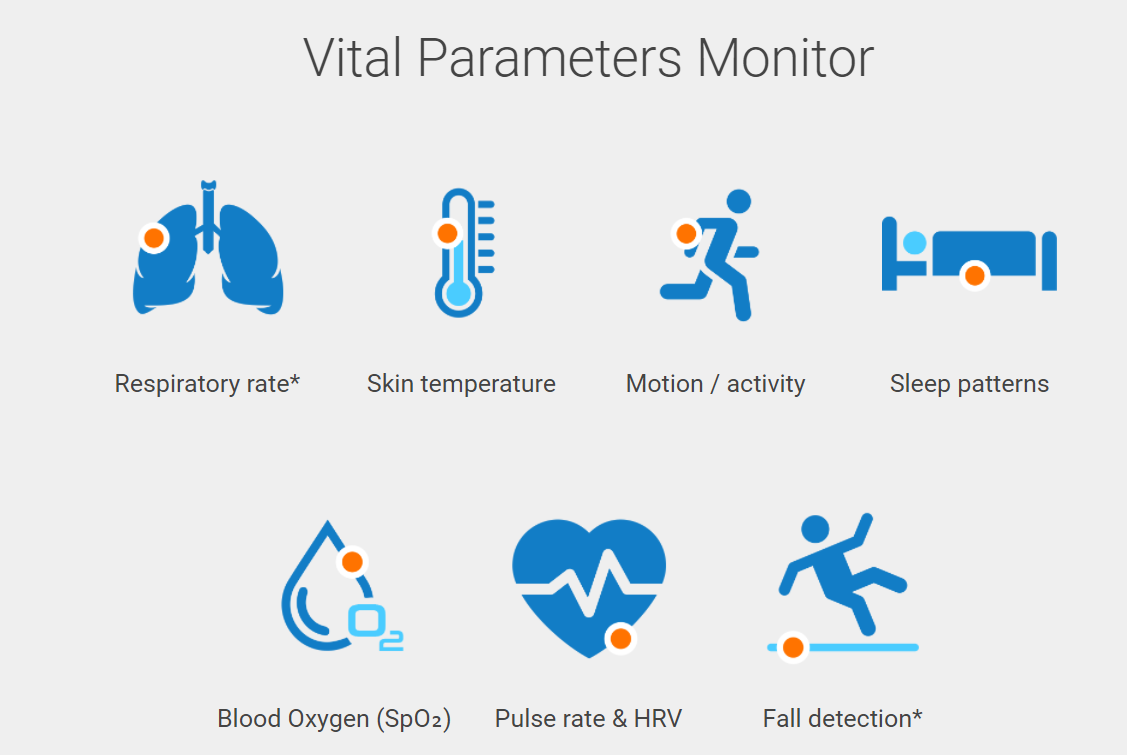 Vital Parameters Monitor
Respiratory rate*
Skin temperature
Motion / activity
Sleep patterns
O₂
Blood Oxygen (SpO₂)
Pulse rate & HRV
Fall detection*